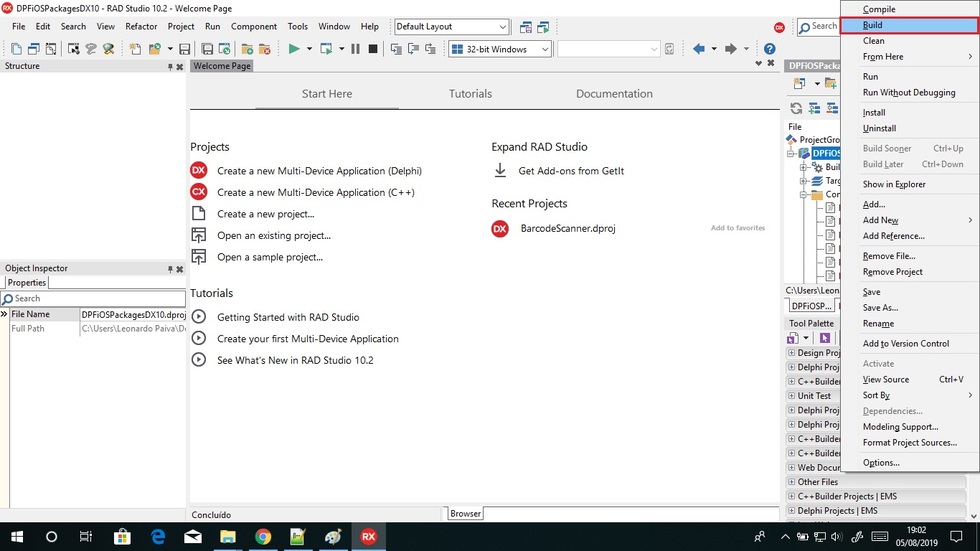 DPFiOSPackagesDX10 - RAD Studio 10.2 - Welcome Page
File Edit Search View Refactor Project Run Component Tools Window Help
Default Layout
Search
32-bit Windows
Structure
Welcome Page
Start Here
Tutorials
Documentation
Projects
Create a new Multi-Device Application (Delphi)
Create a new Multi-Device Application (C++)
Create a new project...
Open an existing project...
Open a sample project...
Tutorials
Getting Started with RAD Studio
Create your first Multi-Device Application
See What's New in RAD Studio 10.2
Expand RAD Studio
Get Add-ons from GetIt
Recent Projects
BarcodeScanner.dproj
Add to favorites
Object Inspector
Properties
Search
File Name DPFiOSPackagesDX10.dproj
Full Path C:\Users\Leonardo Paiva\Do
Concluído
Browser
DPFiOSPacka
File
ProjectGro
DPFiOS
Buil
Targ
Con
C:\Users\Leon
DPFiOSP...
Tool Palette
Design Proj
Delphi Proj
C++Builder
Unit Test
Delphi Proj
Delphi Proj
C++Builder
C++Builder
Web Docum
Other Files
C++Builder Projects | EMS
Delphi Projects | EMS
Compile
Build
Clean
From Here
Run
Run Without Debugging
Install
Uninstall
Build Sooner Ctrl+Up
Build Later Ctrl+Down
Show in Explorer
Add...
Add New
Add Reference...
Remove File...
Remove Project
Save
Save As...
Rename
Add to Version Control
Activate
View Source Ctrl+V
Sort By
Dependencies...
Modeling Support...
Format Project Sources...
Options...
19:02
05/08/2019